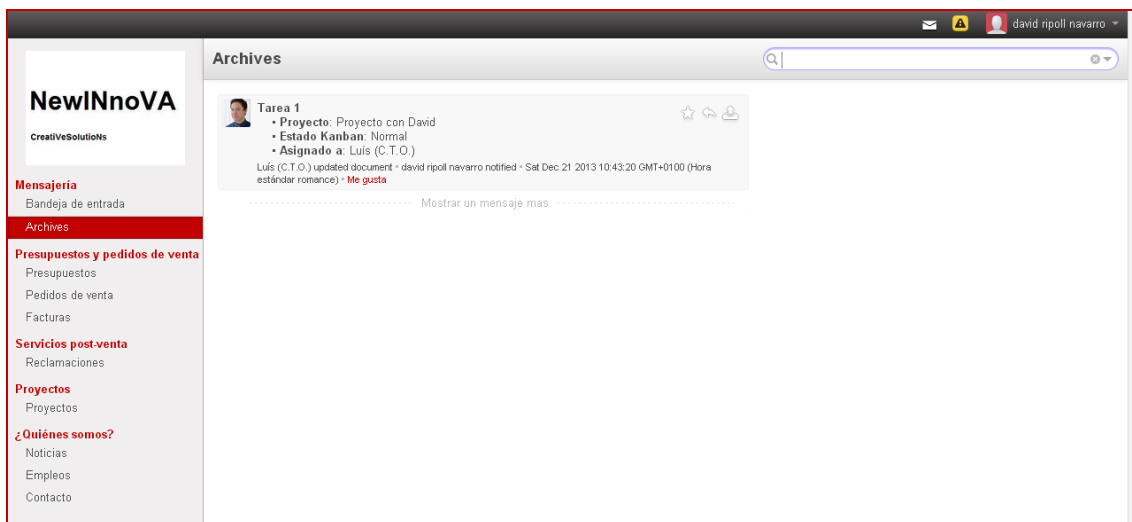 david ripoll navarro
NewINnoVA
CreatiVeSolutioNs
Mensajería
Bandeja de entrada
Archives
Presupuestos y pedidos de venta
Presupuestos
Pedidos de venta
Facturas
Servicios post-venta
Reclamaciones
Proyectos
Proyectos
¿Quiénes somos?
Noticias
Empleos
Contacto
Archives
Tarea 1
• Proyecto: Proyecto con David
• Estado Kanban: Normal
• Asignado a: Luís (C.T.O.)
Luís (C.T.O.) updated document • david ripoll navarro notified • Sat Dec 21 2013 10:43:20 GMT+0100 (Hora
estándar romance) • Me gusta
Mostrar un mensaje mas